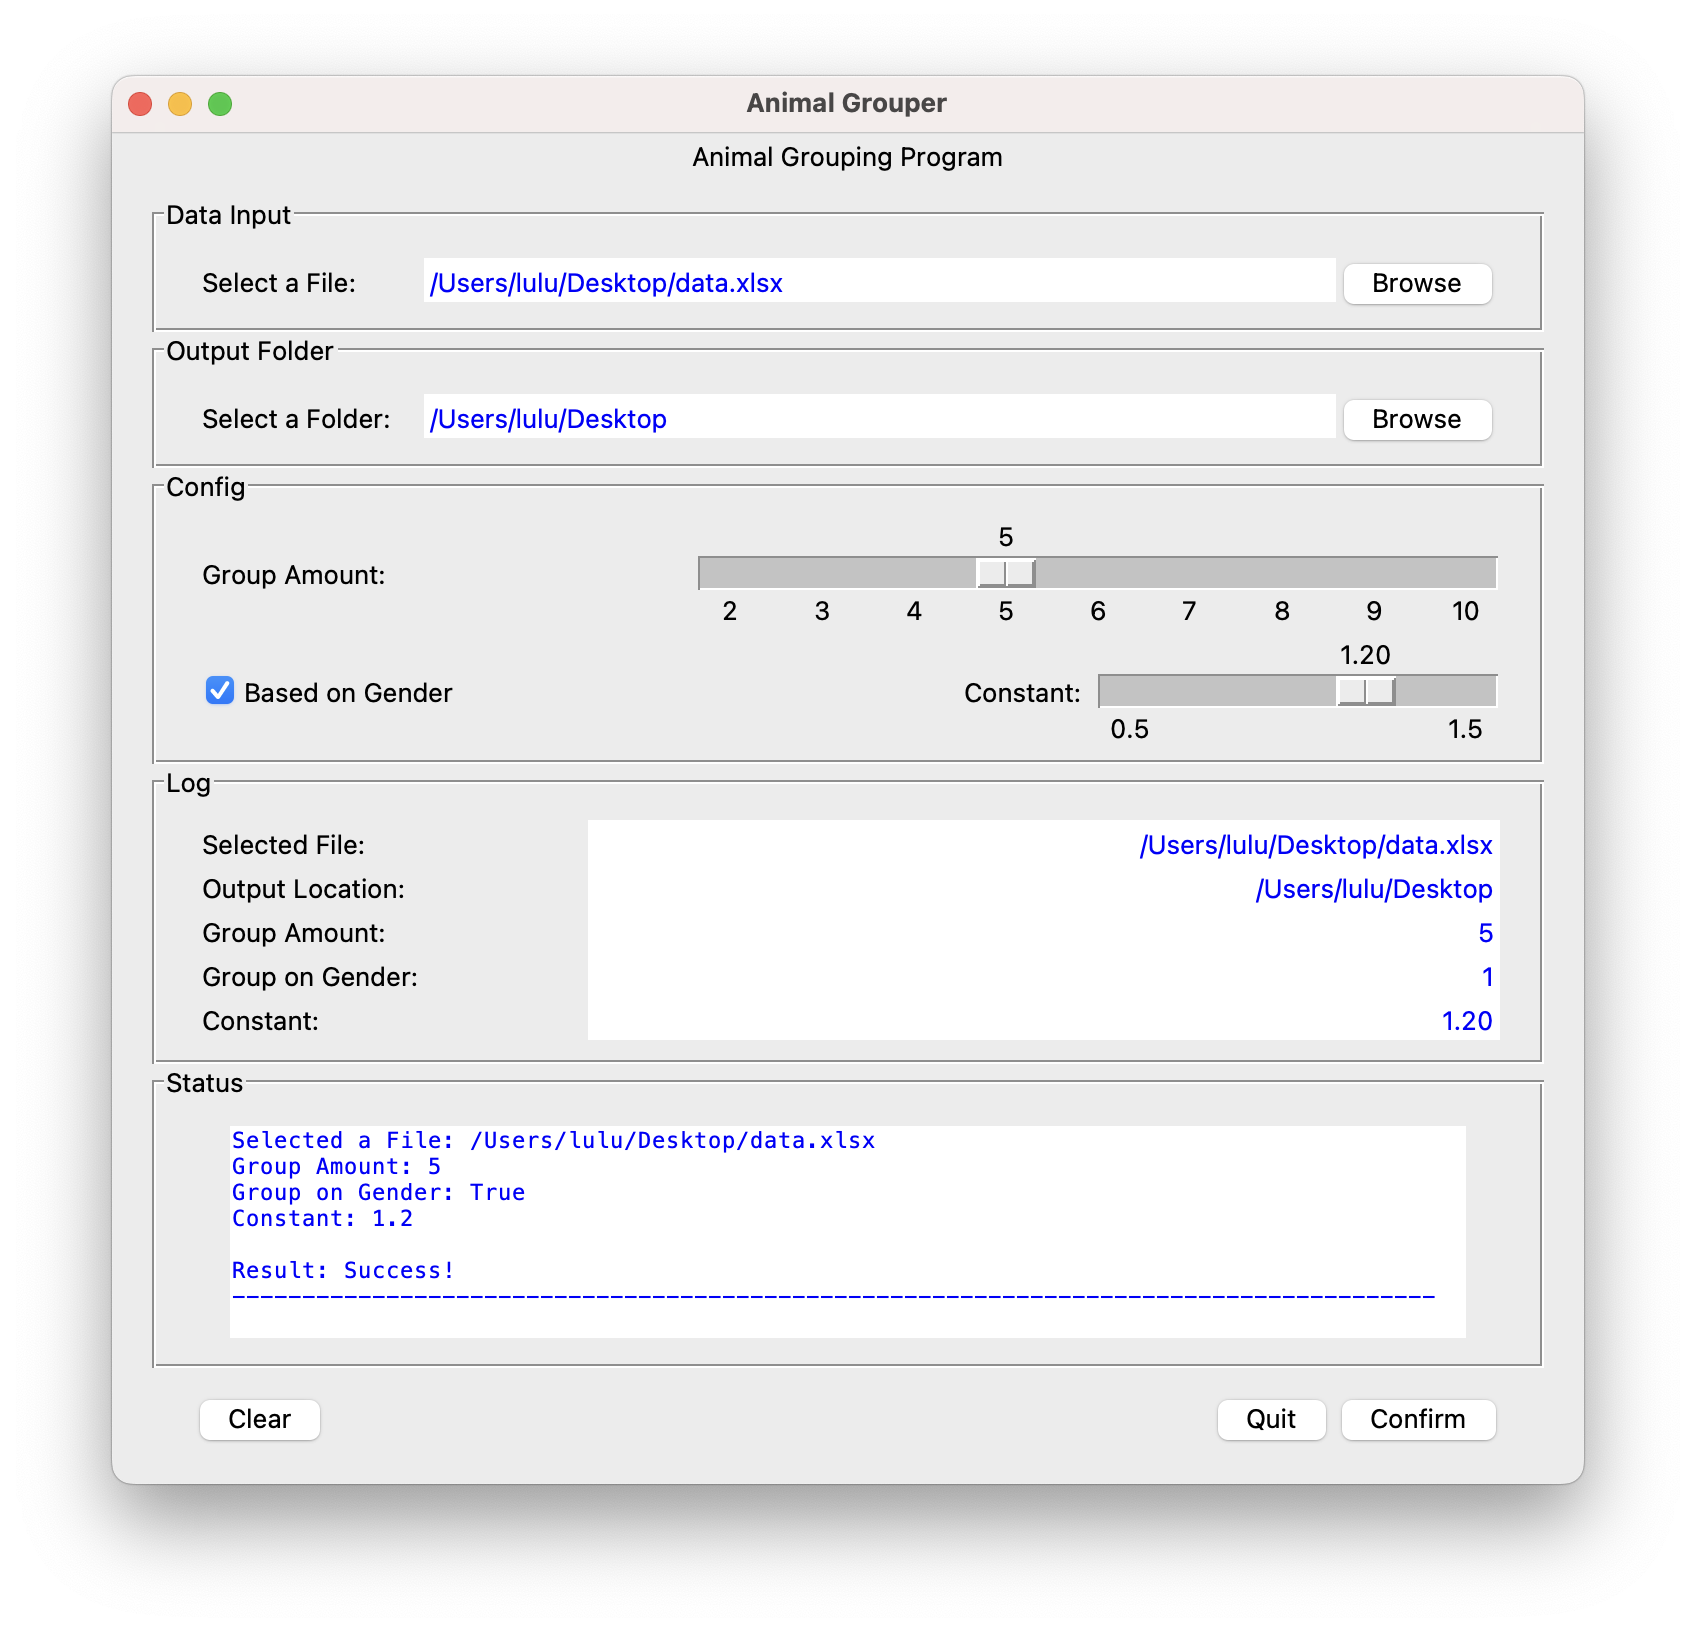 Animal Grouper
Animal Grouping Program
Data Input
Select a File: /Users/lulu/Desktop/data.xlsx Browse
Output Folder
Select a Folder: /Users/lulu/Desktop Browse
Config
5
Group Amount:
2 3 4 5 6 7 8 9 10
1.20
Based on Gender Constant:
0.5 1.5
Log
Selected File: /Users/lulu/Desktop/data.xlsx
Output Location: /Users/lulu/Desktop
Group Amount: 5
Group on Gender: 1
Constant: 1.20
Status
Selected a File: /Users/lulu/Desktop/data.xlsx
Group Amount: 5
Group on Gender: True
Constant: 1.2
Result: Success!
--------------------------------------------------------------------------------------
Clear Quit Confirm